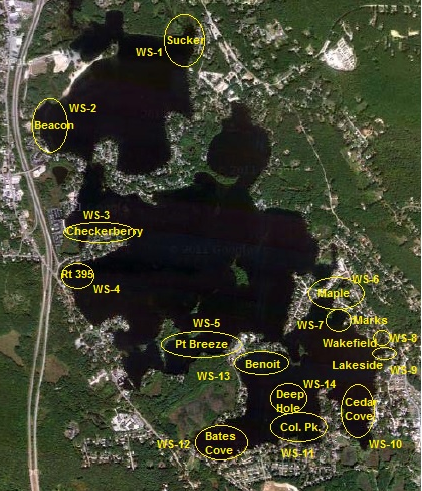 Sucker
WS-1
WS-2
Beacon
WS-3
Checkerberry
Rt 395
WS-4
WS-6
Maple
WS-5
WS-7
Marks
Pt Breeze
Wakefield
WS-8
Benoit
Lakeside
WS-9
WS-13
WS-14
Deep
Hole
Cedar
Cove
Col. Pk.
Bates
Cove
WS-12
WS-11
WS-10